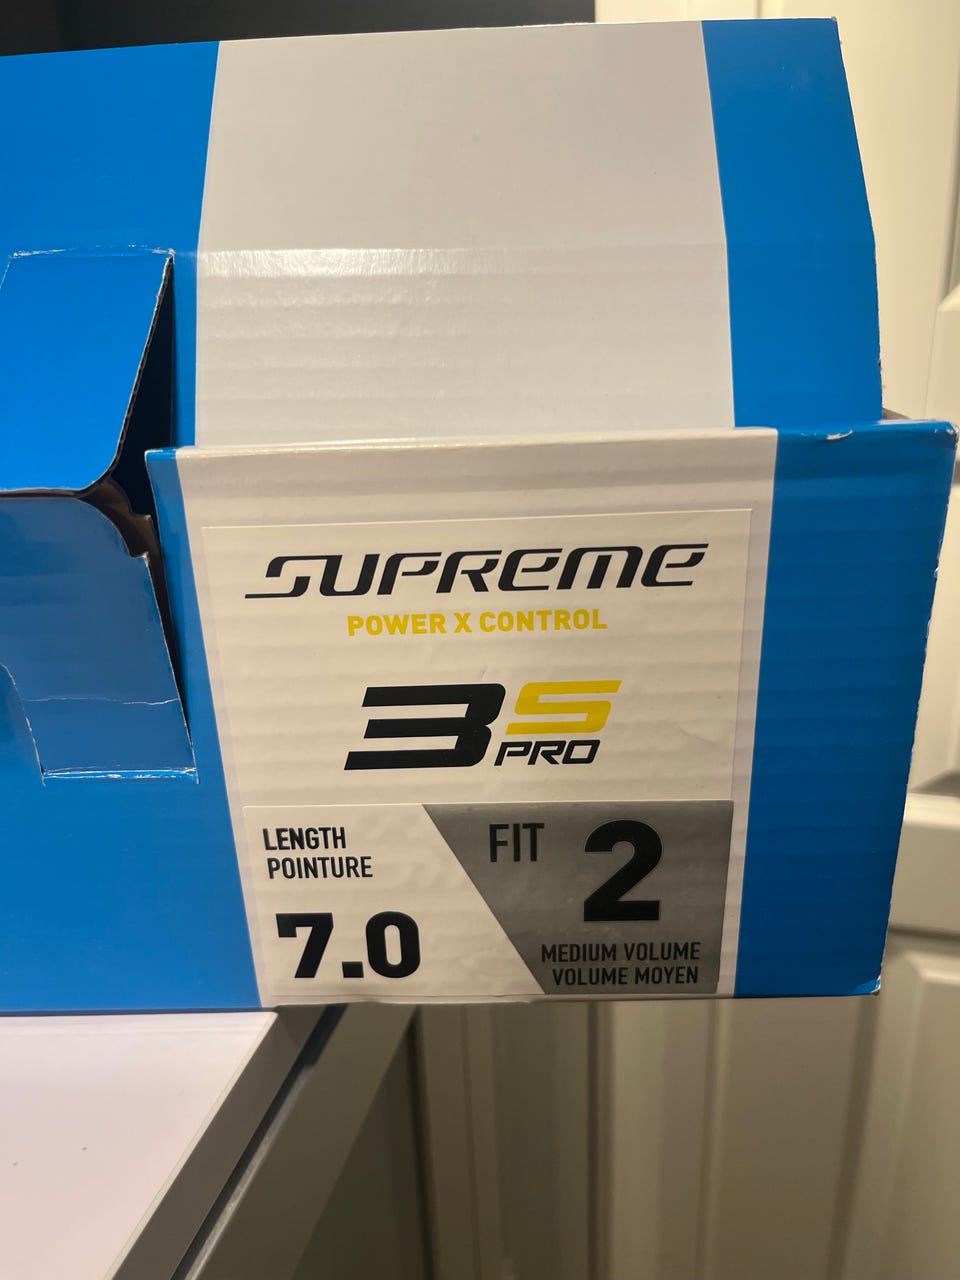 SUPREME
POWER X CONTROL
3S
PRO
LENGTH
POINTURE
7.0
FIT 2
MEDIUM VOLUME
VOLUME MOYEN